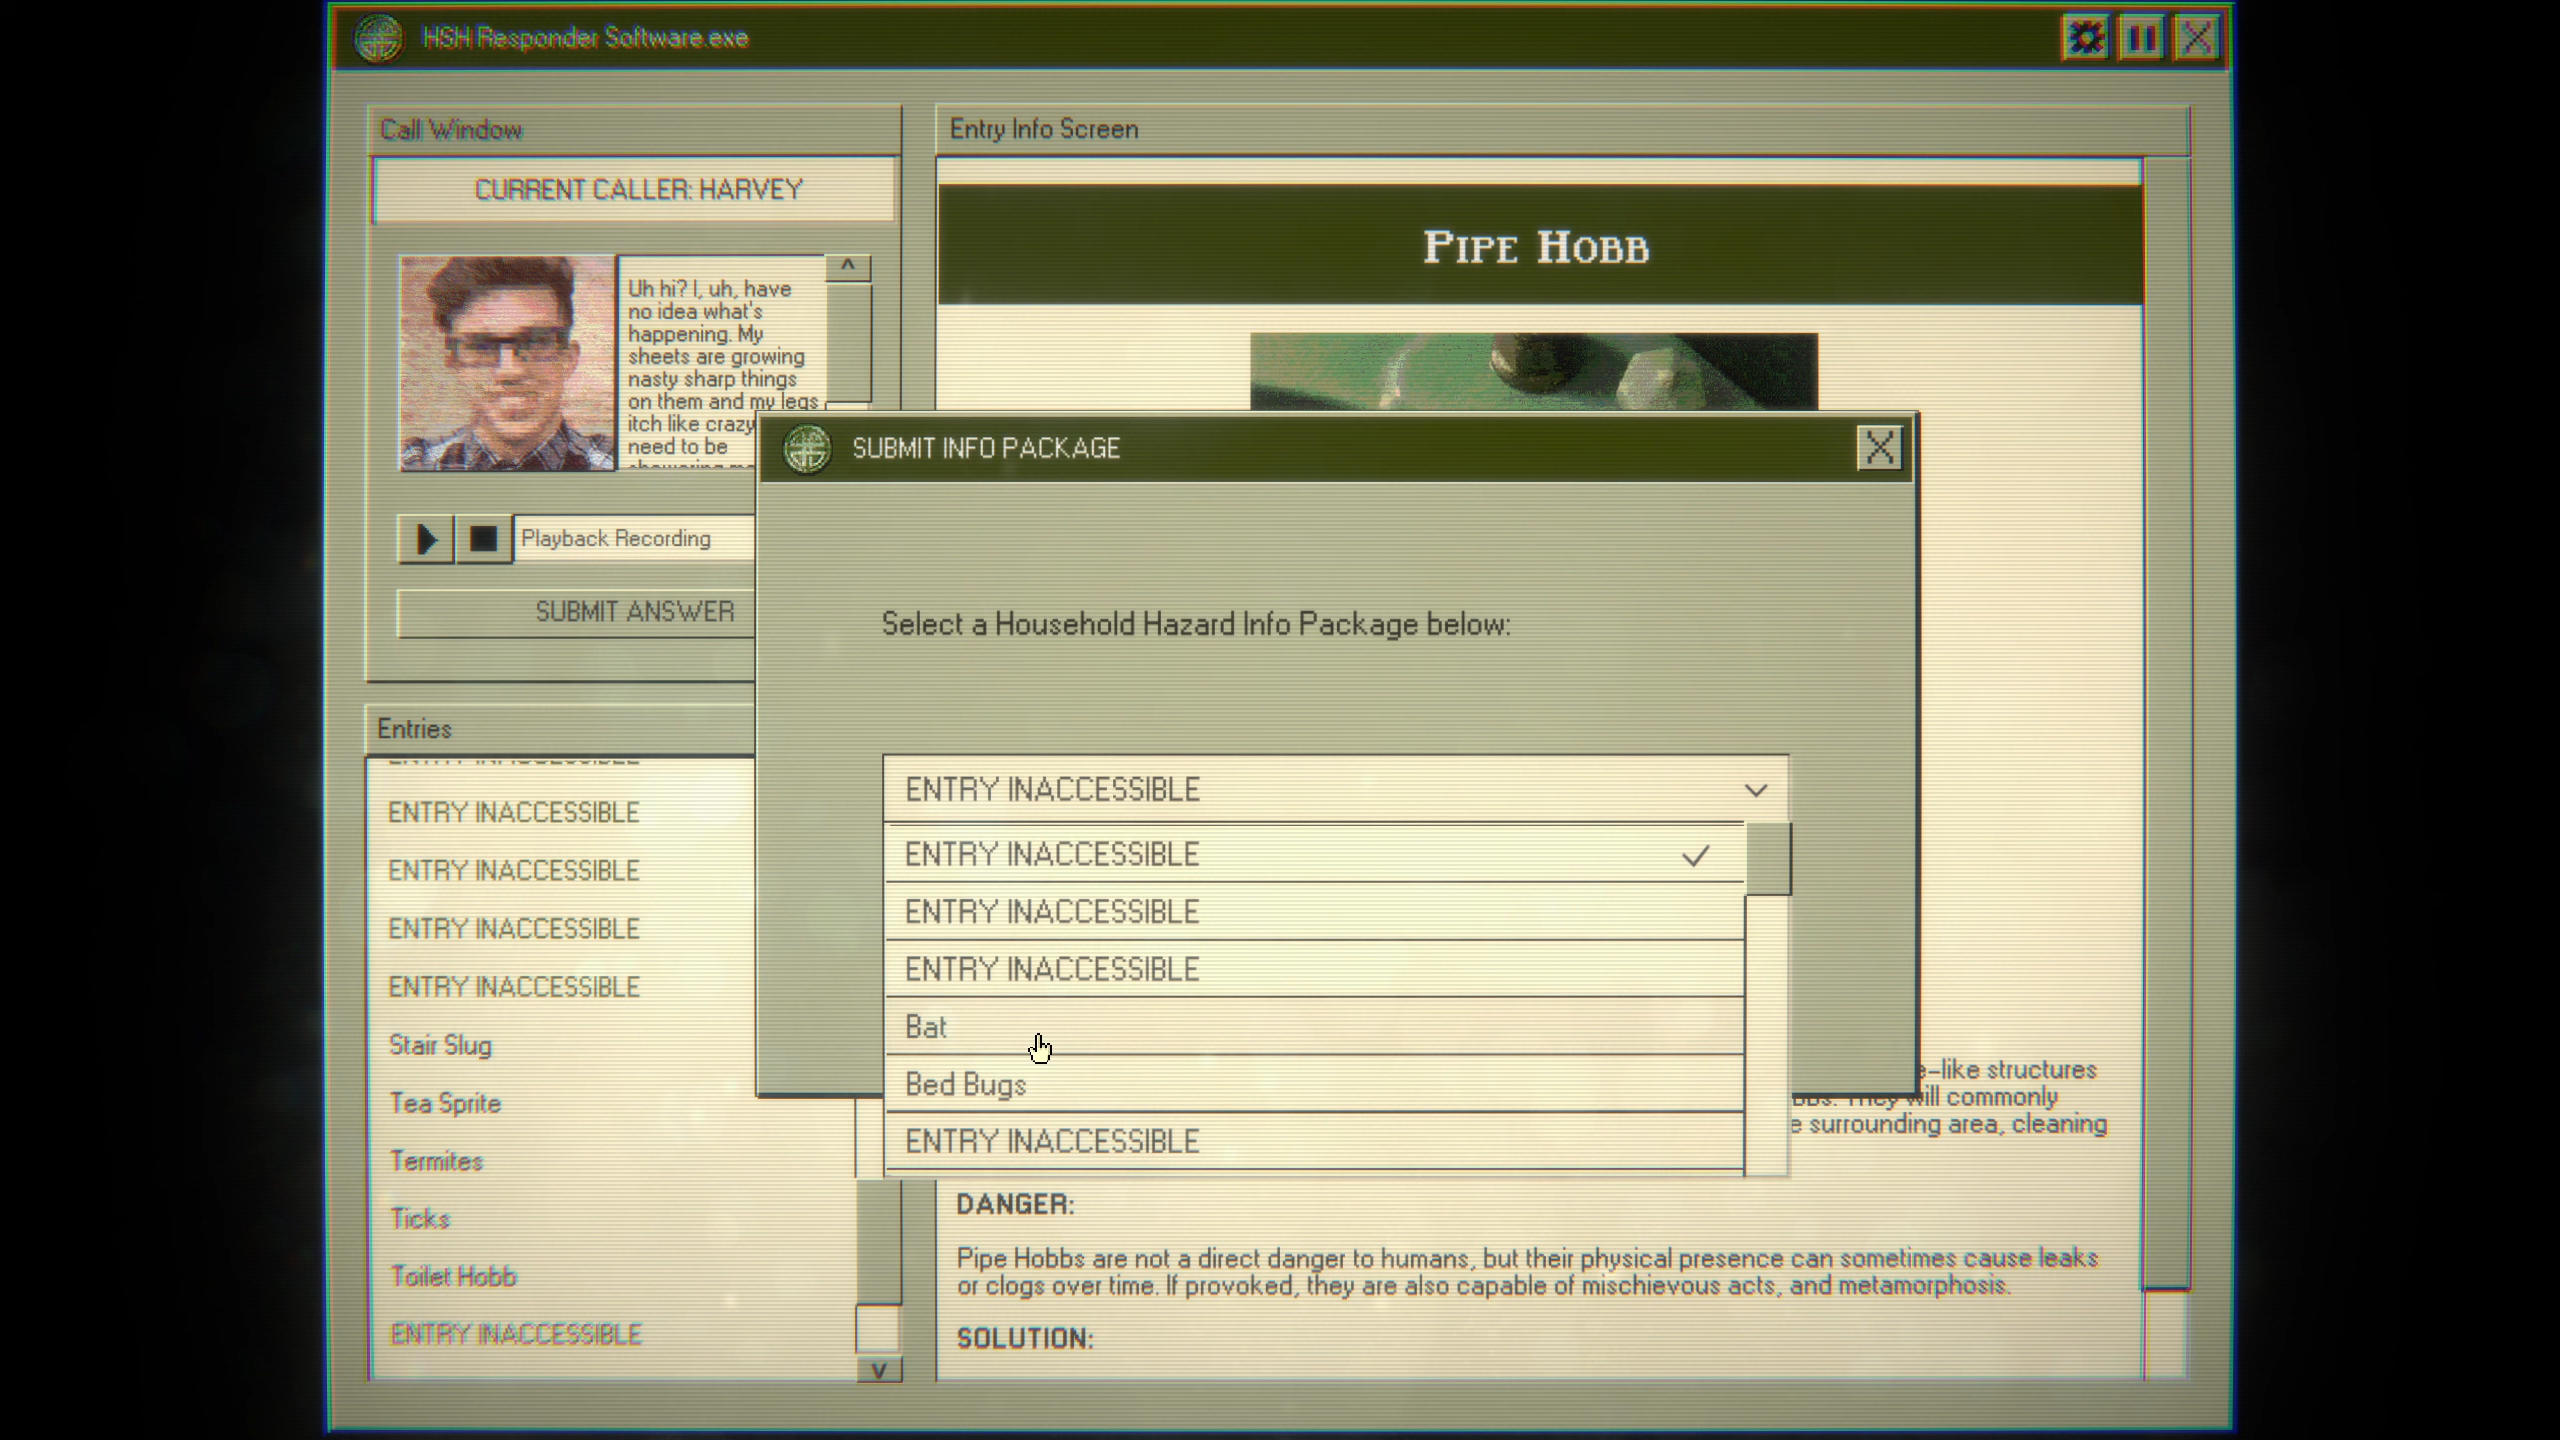 HSH Responder Software.exe
Call Window
CURRENT CALLER: HARVEY
Uh hi? I, uh, have
no idea what's
happening. My
sheets are growing
nasty sharp things
on them and my legs
itch like crazy
need to be
Playback Recording
SUBMIT ANSWER
Entries
ENTRY INACCESSIBLE
ENTRY INACCESSIBLE
ENTRY INACCESSIBLE
ENTRY INACCESSIBLE
Stair Slug
Tea Sprite
Termites
Ticks
Toilet Hobb
ENTRY INACCESSIBLE
Entry Info Screen
PIPE HOBB
SUBMIT INFO PACKAGE
Select a Household Hazard Info Package below:
ENTRY INACCESSIBLE
ENTRY INACCESSIBLE
ENTRY INACCESSIBLE
ENTRY INACCESSIBLE
Bat
Bed Bugs
ENTRY INACCESSIBLE
e-like structures
They will commonly
e surrounding area, cleaning
DANGER:
Pipe Hobbs are not a direct danger to humans, but their physical presence can sometimes cause leaks
or clogs over time. If provoked, they are also capable of mischievous acts, and metamorphosis.
SOLUTION: